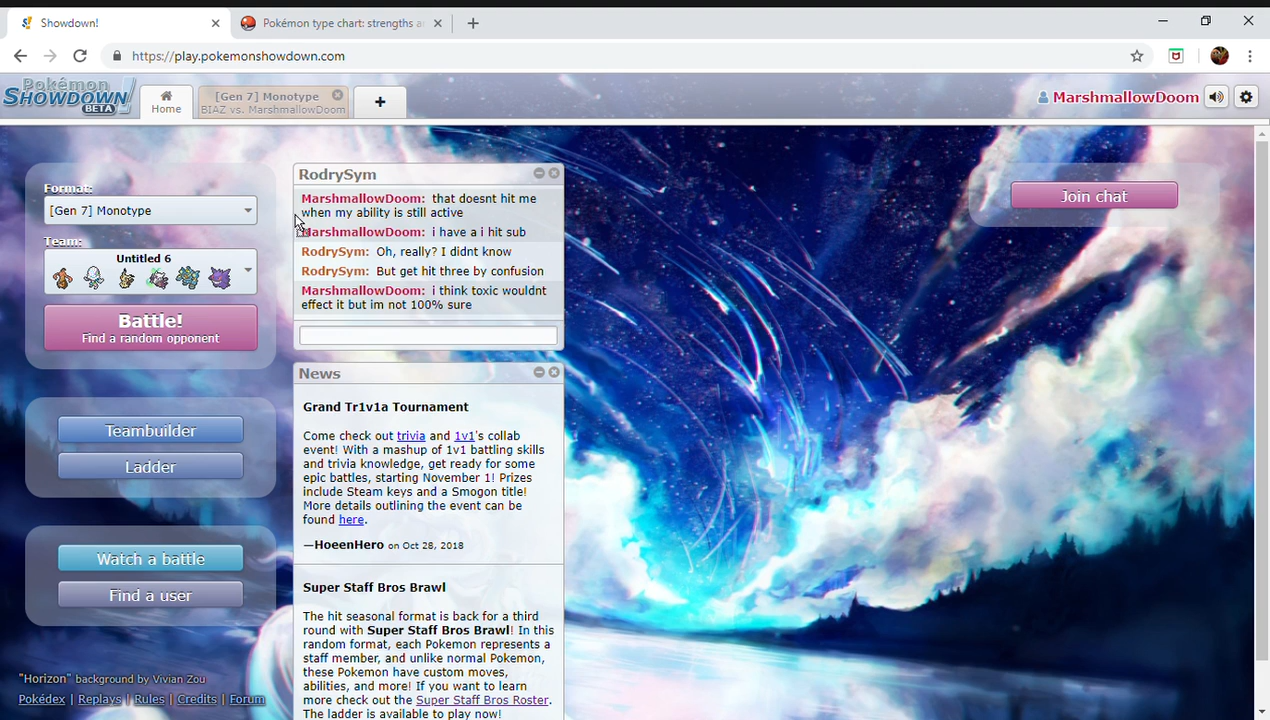 Showdown!
Pokémon type chart: strengths a
https://play.pokemonshowdown.com
Pokémon
SHOWDOWN
BETA
Home
[Gen 7] Monotype
BIAZ vs. MarshmallowDoom
MarshmallowDoom
Format:
[Gen 7] Monotype
Team:
Untitled 6
Battle!
Find a random opponent
Teambuilder
Ladder
Watch a battle
Find a user
"Horizon" background by Vivian Zou
Pokédex | Replays | Rules | Credits | Forum
RodrySym
MarshmallowDoom: that doesnt hit me
when my ability is still active
MarshmallowDoom: i have a i hit sub
RodrySym: Oh, really? I didnt know
RodrySym: But get hit three by confusion
MarshmallowDoom: i think toxic wouldnt
effect it but im not 100% sure
News
Grand Tr1v1a Tournament
Come check out trivia and 1v1's collab
event! With a mashup of 1v1 battling skills
and trivia knowledge, get ready for some
epic battles, starting November 1! Prizes
include Steam keys and a Smogon title!
More details outlining the event can be
found here.
—HoeenHero on Oct 28, 2018
Super Staff Bros Brawl
The hit seasonal format is back for a third
round with Super Staff Bros Brawl! In this
random format, each Pokemon represents a
staff member, and unlike normal Pokemon,
these Pokemon have custom moves,
abilities, and more! If you want to learn
more check out the Super Staff Bros Roster.
The ladder is available to play now!
Join chat